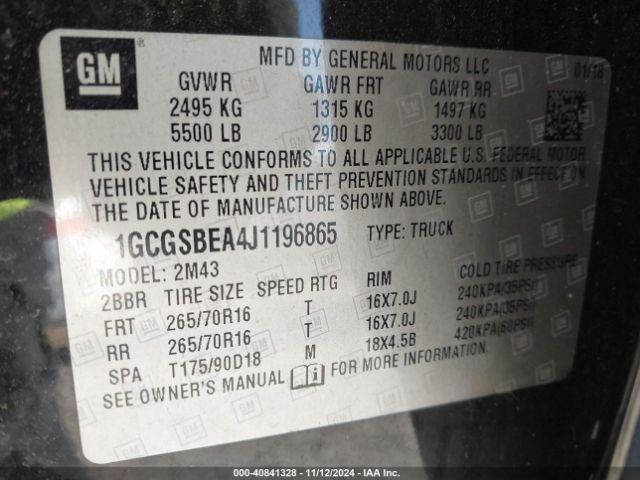 GM
MFD BY GENERAL MOTORS LLC 01/18
GVWR GAWR FRT GAWR RR
2495 KG 1315 KG 1497 KG
5500 LB 2900 LB 3300 LB
THIS VEHICLE CONFORMS TO ALL APPLICABLE U.S. FEDERAL MOTOR
VEHICLE SAFETY AND THEFT PREVENTION STANDARDS IN EFFECT ON
THE DATE OF MANUFACTURE SHOWN ABOVE.
1GCGSBEA4J1196865 TYPE: TRUCK
MODEL: 2M43
2BBR TIRE SIZE SPEED RTG RIM COLD TIRE PRESSURE
FRT 265/70R16 T 16X7.0J 240KPA(35PSI)
RR 265/70R16 T 16X7.0J 240KPA(35PSI)
SPA T175/90D18 M 18X4.5B 420KPA(60PSI)
SEE OWNER'S MANUAL FOR MORE INFORMATION.
000-40841328 - 11/12/2024 - IAA Inc.